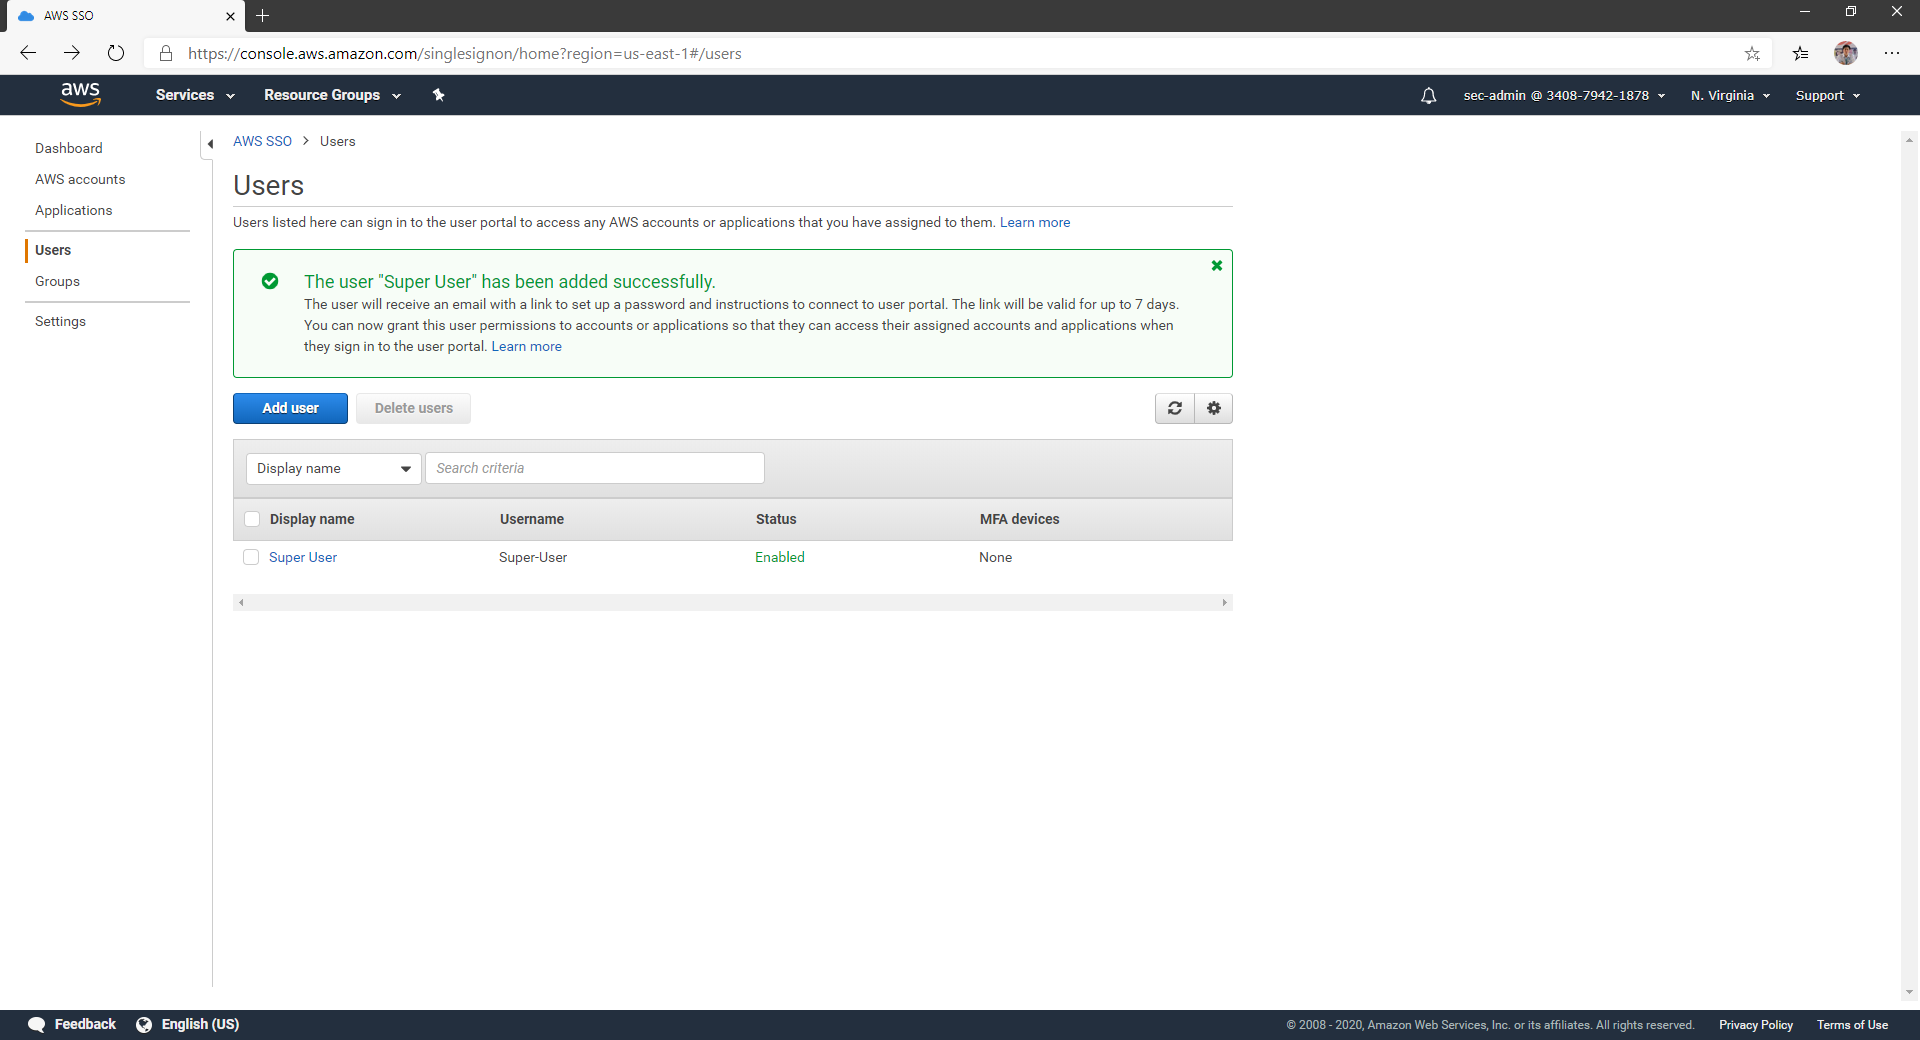 AWS SSO
https://console.aws.amazon.com/singlesignon/home?region=us-east-1#/users
aws
Services
Resource Groups
sec-admin @ 3408-7942-1878
N. Virginia
Support
Dashboard
AWS accounts
Applications
Users
Groups
Settings
AWS SSO > Users
Users
Users listed here can sign in to the user portal to access any AWS accounts or applications that you have assigned to them. Learn more
The user "Super User" has been added successfully.
The user will receive an email with a link to set up a password and instructions to connect to user portal. The link will be valid for up to 7 days.
You can now grant this user permissions to accounts or applications so that they can access their assigned accounts and applications when
they sign in to the user portal. Learn more
Add user
Delete users
Display name
Search criteria
Display name Username Status MFA devices
Super User Super-User Enabled None
Feedback
English (US)
© 2008 - 2020, Amazon Web Services, Inc. or its affiliates. All rights reserved.
Privacy Policy
Terms of Use